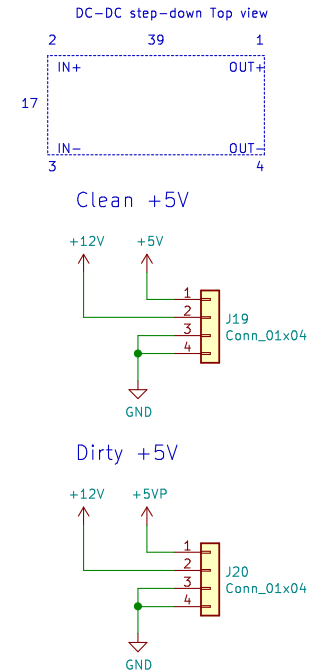 DC-DC step-down Top view
2 39 1
IN+ OUT+
17
IN- OUT-
3 4
Clean +5V
+12V +5V
1
2
3
4
J19
Conn_01x04
GND
Dirty +5V
+12V +5VP
1
2
3
4
J20
Conn_01x04
GND